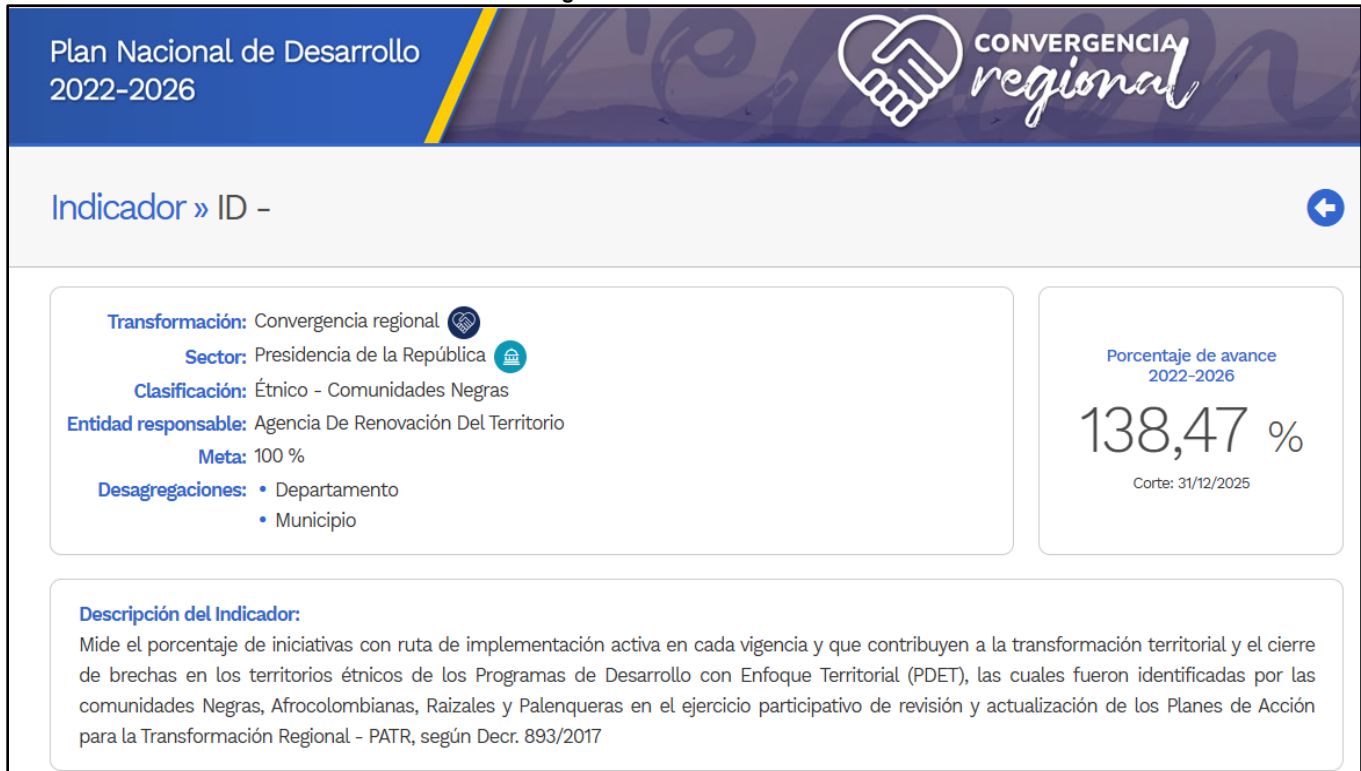 Plan Nacional de Desarrollo
2022-2026
CONVERGENCIA
regional
Indicador » ID -
Transformación: Convergencia regional
Sector: Presidencia de la República
Clasificación: Étnico - Comunidades Negras
Entidad responsable: Agencia De Renovación Del Territorio
Meta: 100 %
Desagregaciones: • Departamento
• Municipio
Porcentaje de avance
2022-2026
138,47 %
Corte: 31/12/2025
Descripción del Indicador:
Mide el porcentaje de iniciativas con ruta de implementación activa en cada vigencia y que contribuyen a la transformación territorial y el cierre
de brechas en los territorios étnicos de los Programas de Desarrollo con Enfoque Territorial (PDET), las cuales fueron identificadas por las
comunidades Negras, Afrocolombianas, Raizales y Palenqueras en el ejercicio participativo de revisión y actualización de los Planes de Acción
para la Transformación Regional - PATR, según Decr. 893/2017